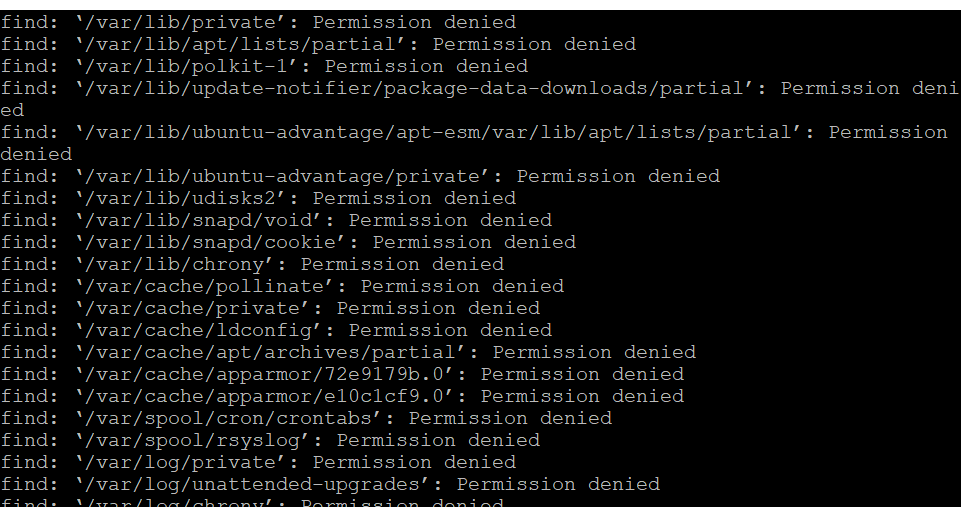 find: ‘/var/lib/private’: Permission denied
find: ‘/var/lib/apt/lists/partial’: Permission denied
find: ‘/var/lib/polkit-1’: Permission denied
find: ‘/var/lib/update-notifier/package-data-downloads/partial’: Permission deni
ed
find: ‘/var/lib/ubuntu-advantage/apt-esm/var/lib/apt/lists/partial’: Permission
denied
find: ‘/var/lib/ubuntu-advantage/private’: Permission denied
find: ‘/var/lib/udisks2’: Permission denied
find: ‘/var/lib/snapd/void’: Permission denied
find: ‘/var/lib/snapd/cookie’: Permission denied
find: ‘/var/lib/chrony’: Permission denied
find: ‘/var/cache/pollinate’: Permission denied
find: ‘/var/cache/private’: Permission denied
find: ‘/var/cache/ldconfig’: Permission denied
find: ‘/var/cache/apt/archives/partial’: Permission denied
find: ‘/var/cache/apparmor/72e9179b.0’: Permission denied
find: ‘/var/cache/apparmor/e10c1cf9.0’: Permission denied
find: ‘/var/spool/cron/crontabs’: Permission denied
find: ‘/var/spool/rsyslog’: Permission denied
find: ‘/var/log/private’: Permission denied
find: ‘/var/log/unattended-upgrades’: Permission denied
find: ‘/var/log/chrony’: Permission denied